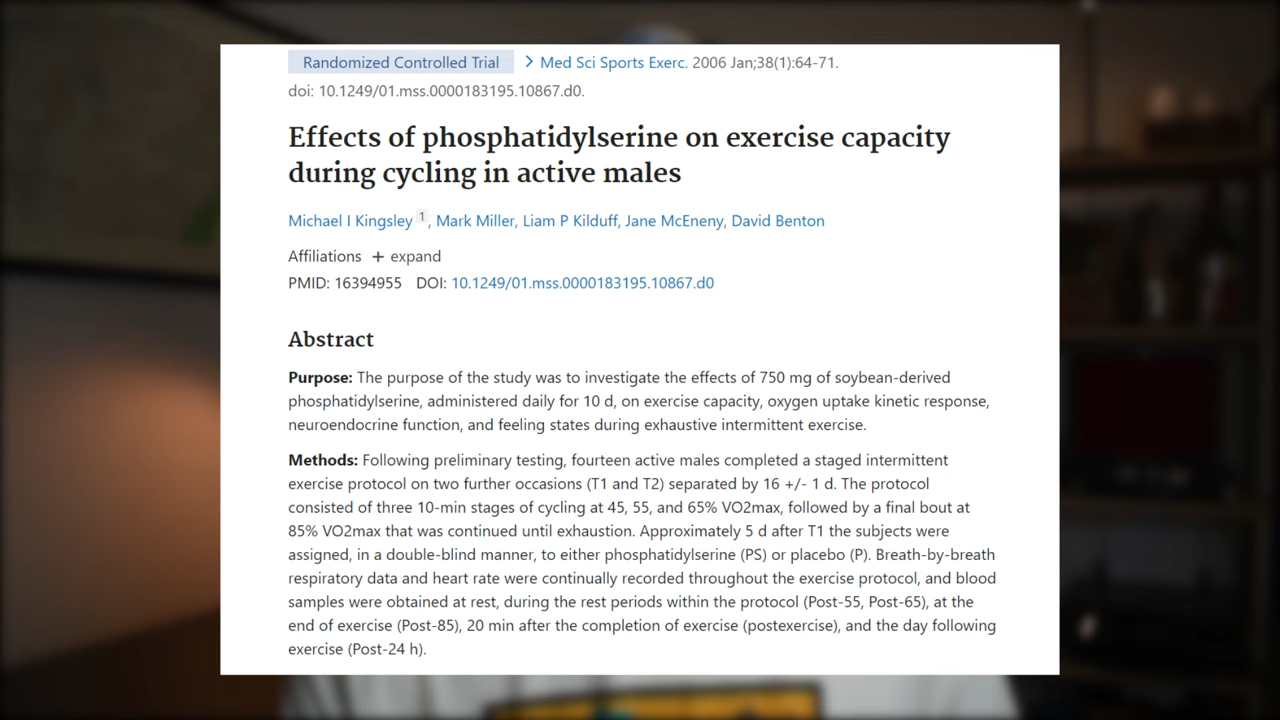 Randomized Controlled Trial > Med Sci Sports Exerc. 2006 Jan;38(1):64-71.
doi: 10.1249/01.mss.0000183195.10867.d0.
Effects of phosphatidylserine on exercise capacity
during cycling in active males
Michael I Kingsley 1, Mark Miller, Liam P Kilduff, Jane McEneny, David Benton
Affiliations + expand
PMID: 16394955 DOI: 10.1249/01.mss.0000183195.10867.d0
Abstract
Purpose: The purpose of the study was to investigate the effects of 750 mg of soybean-derived
phosphatidylserine, administered daily for 10 d, on exercise capacity, oxygen uptake kinetic response,
neuroendocrine function, and feeling states during exhaustive intermittent exercise.
Methods: Following preliminary testing, fourteen active males completed a staged intermittent
exercise protocol on two further occasions (T1 and T2) separated by 16 +/- 1 d. The protocol
consisted of three 10-min stages of cycling at 45, 55, and 65% VO2max, followed by a final bout at
85% VO2max that was continued until exhaustion. Approximately 5 d after T1 the subjects were
assigned, in a double-blind manner, to either phosphatidylserine (PS) or placebo (P). Breath-by-breath
respiratory data and heart rate were continually recorded throughout the exercise protocol, and blood
samples were obtained at rest, during the rest periods within the protocol (Post-55, Post-65), at the
end of exercise (Post-85), 20 min after the completion of exercise (postexercise), and the day following
exercise (Post-24 h).